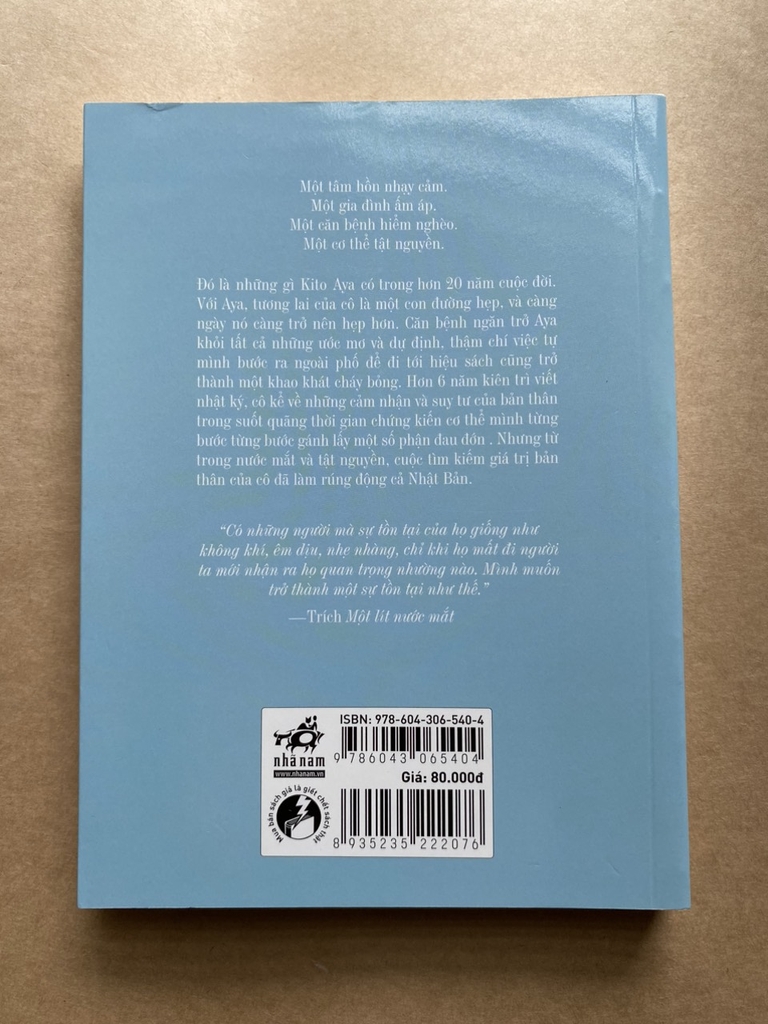 Một tâm hồn nhạy cảm.
Một gia đình ấm áp.
Một căn bệnh hiểm nghèo.
Một cơ thể tật nguyền.
Đó là những gì Kito Aya có trong hơn 20 năm cuộc đời.
Với Aya, tương lai của cô là một con đường hẹp, và càng
ngày nó càng trở nên hẹp hơn. Căn bệnh ngăn trở Aya
khỏi tất cả những ước mơ và dự định, thậm chí việc tự
mình bước ra ngoài phố để đi tới hiệu sách cũng trở
thành một khao khát cháy bỏng. Hơn 6 năm kiên trì viết
nhật ký, cô kể về những cảm nhận và suy tư của bản thân
trong suốt quãng thời gian chứng kiến cơ thể mình từng
bước từng bước gánh lấy một số phận đau đớn . Nhưng từ
trong nước mắt và tật nguyền, cuộc tìm kiếm giá trị bản
thân của cô đã làm rúng động cả Nhật Bản.
“Có những người mà sự tồn tại của họ giống như
không khí, êm dịu, nhẹ nhàng, chỉ khi họ mất đi người
ta mới nhận ra họ quan trọng nhường nào. Mình muốn
trở thành một sự tồn tại như thế.”
—Trích Một lít nước mắt
ISBN: 978-604-306-540-4
9 786043 065404
nhã nam
www.nhanam.vn
Giá: 80.000đ
Mua bán sách giả là giết chết sách thật
8 935235 222076